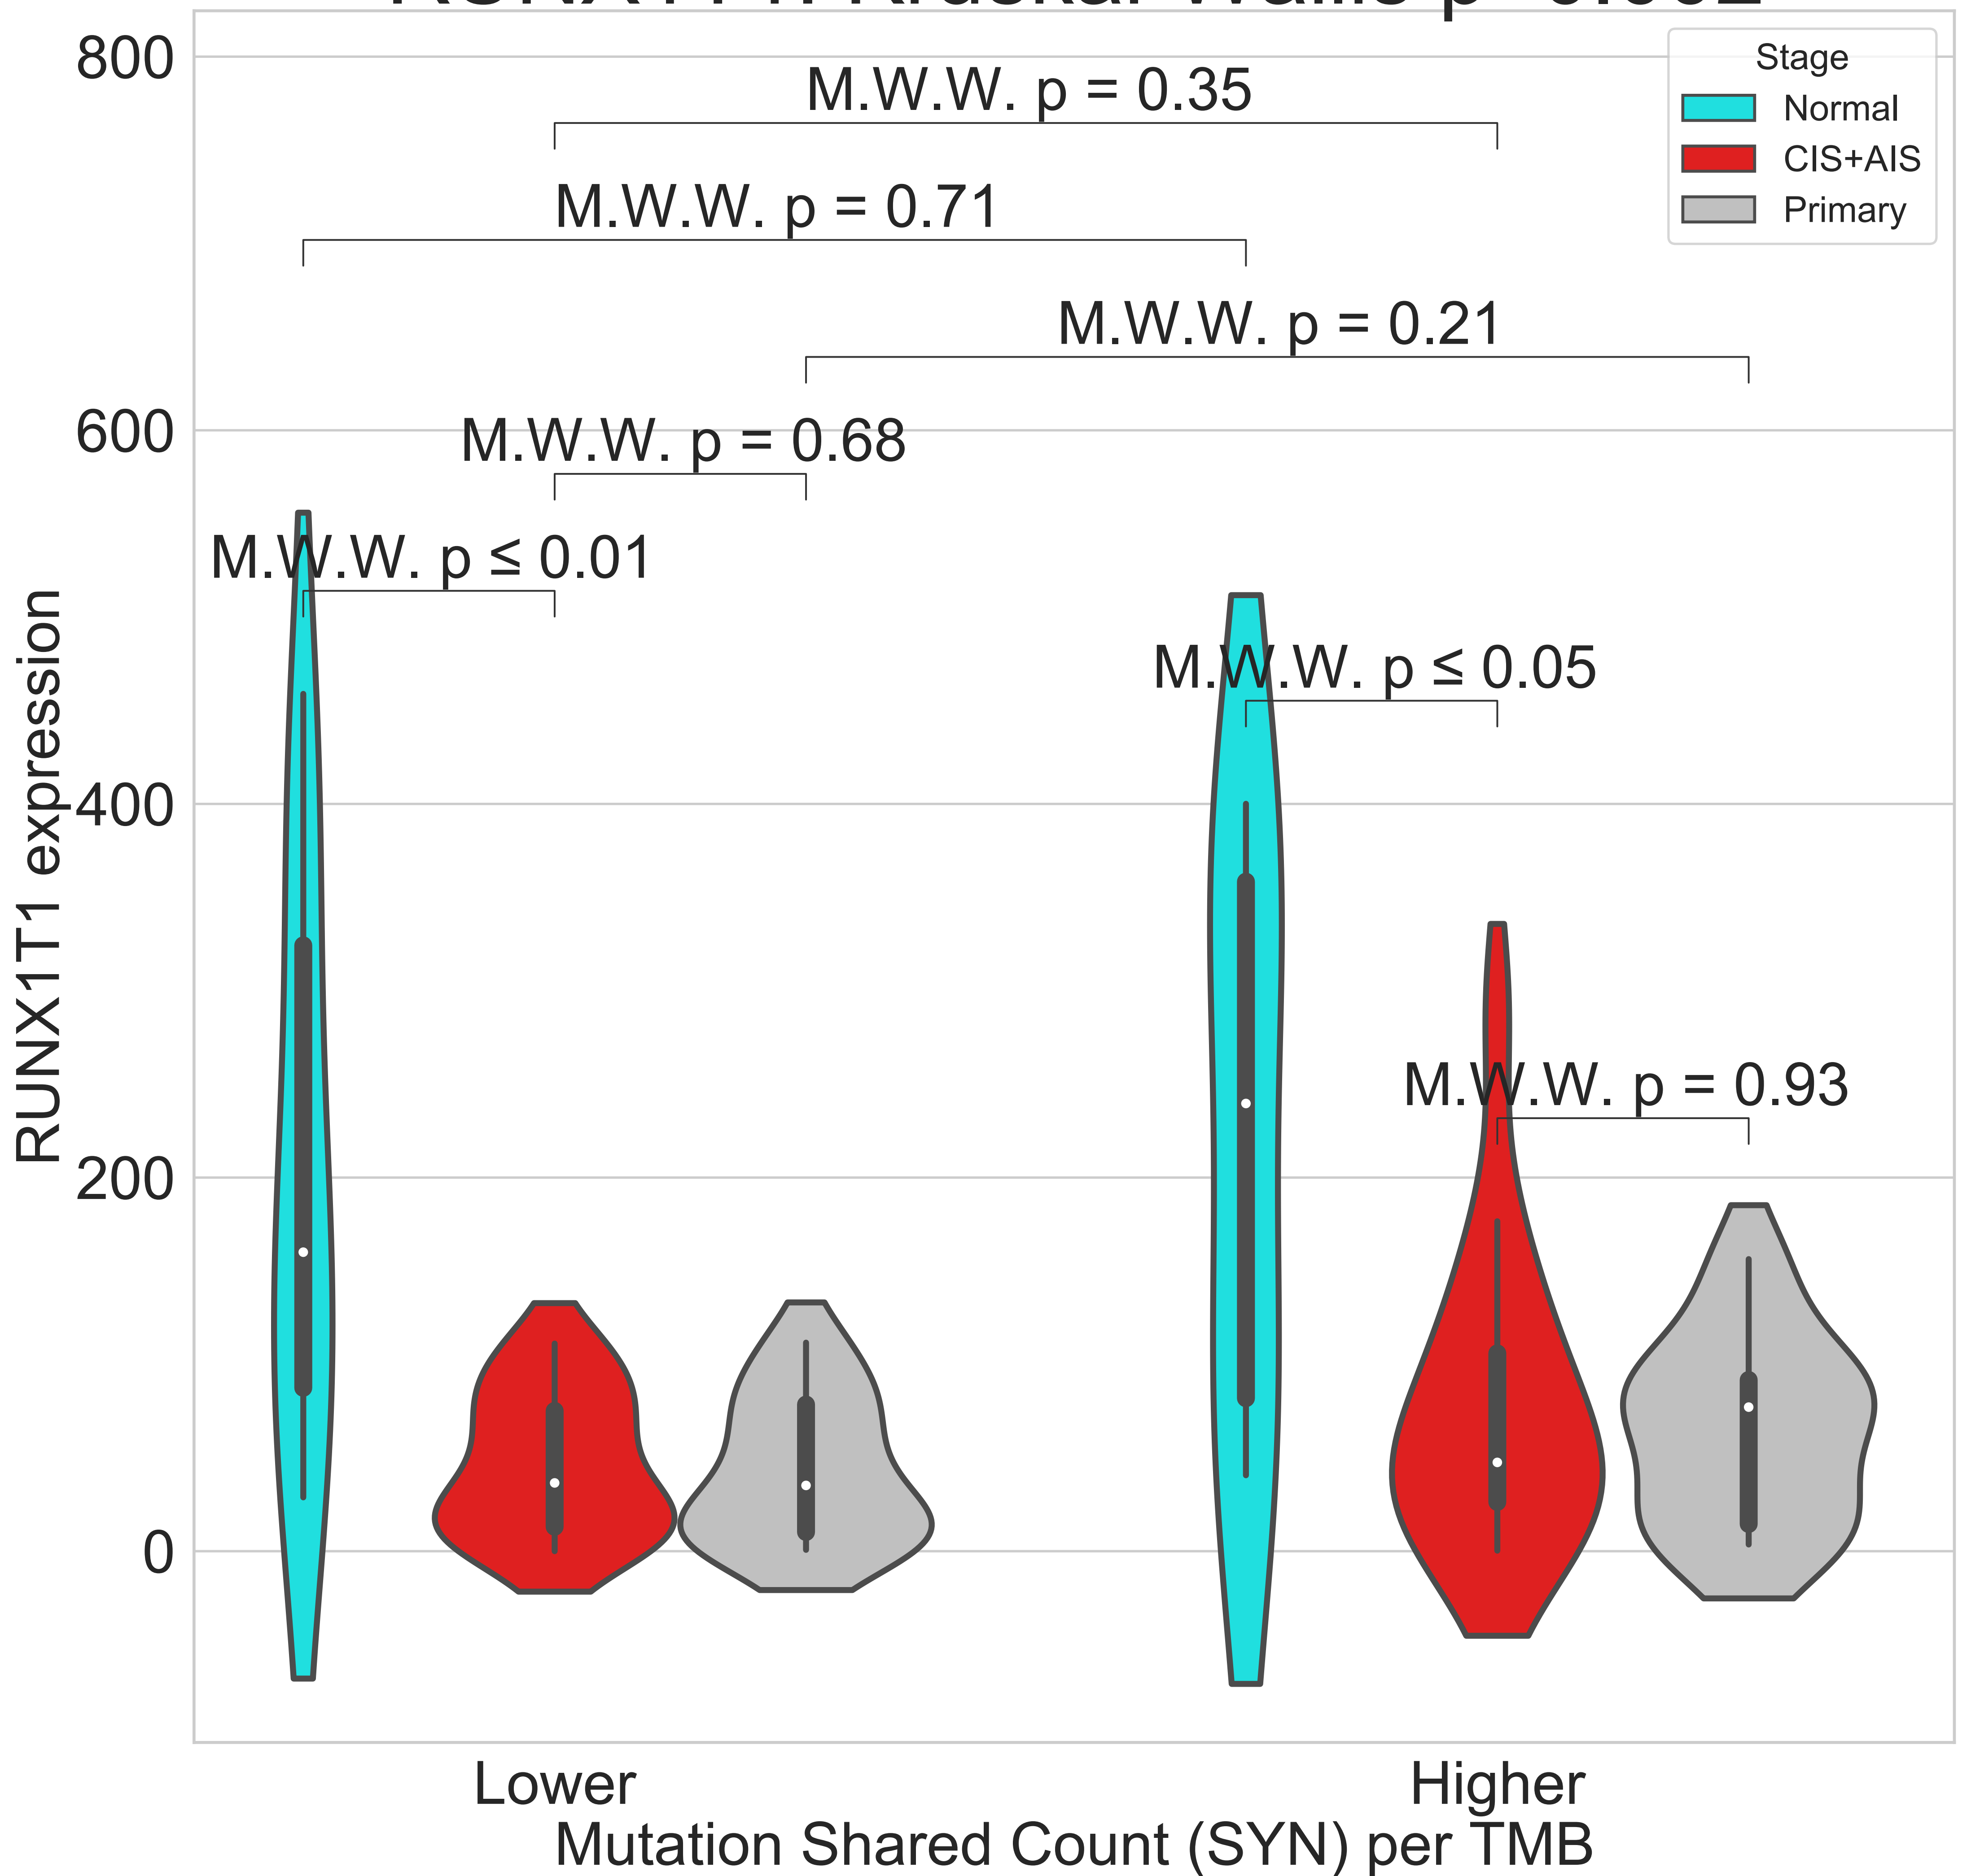 800
M.W.W. p = 0.35
Stage
Normal
CIS+AIS
Primary
M.W.W. p = 0.71
M.W.W. p = 0.21
600
M.W.W. p = 0.68
M.W.W. p ≤ 0.01
M.W.W. p ≤ 0.05
RUNX1T1 expression
400
M.W.W. p = 0.93
200
0
Lower
Higher
Mutation Shared Count (SYN) per TMB